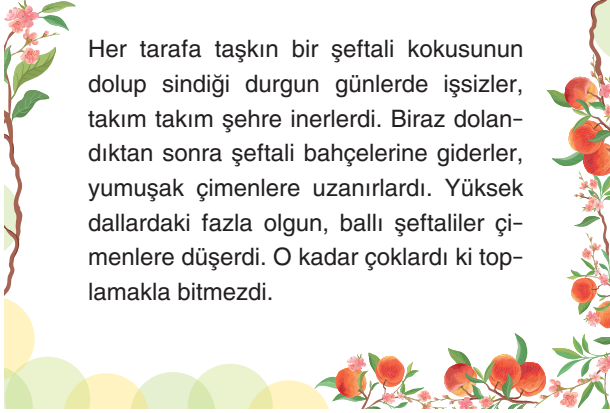 Her tarafa taşkın bir şeftali kokusunun
dolup sindiği durgun günlerde işsizler,
takım takım şehre inerlerdi. Biraz dolan-
dıktan sonra şeftali bahçelerine giderler,
yumuşak çimenlere uzanırlardı. Yüksek
dallardaki fazla olgun, ballı şeftaliler çi-
menlere düşerdi. O kadar çoklardı ki top-
lamakla bitmezdi.